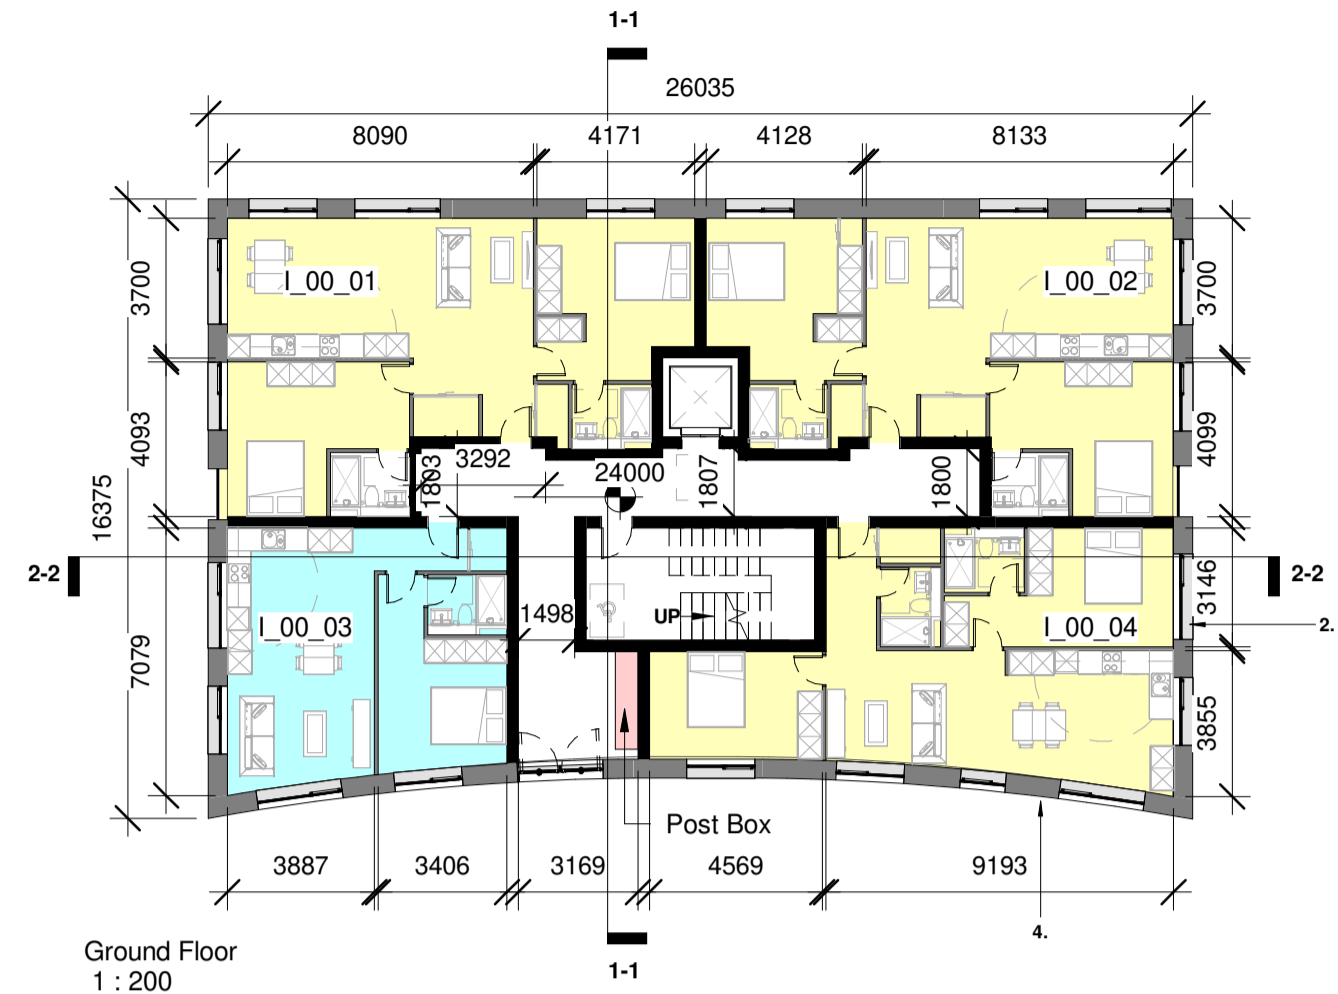 1-1
26035
8090 4171 4128 8133
3700
I_00_01
I_00_02
3700
4093
4099
3292
1803
24000
1807
1800
16375
2-2
2-2
3146
2.
I_00_03
1498
UP
I_00_04
7079
3855
Post Box
3887 3406 3169 4569 9193
4.
Ground Floor
1 : 200
1-1